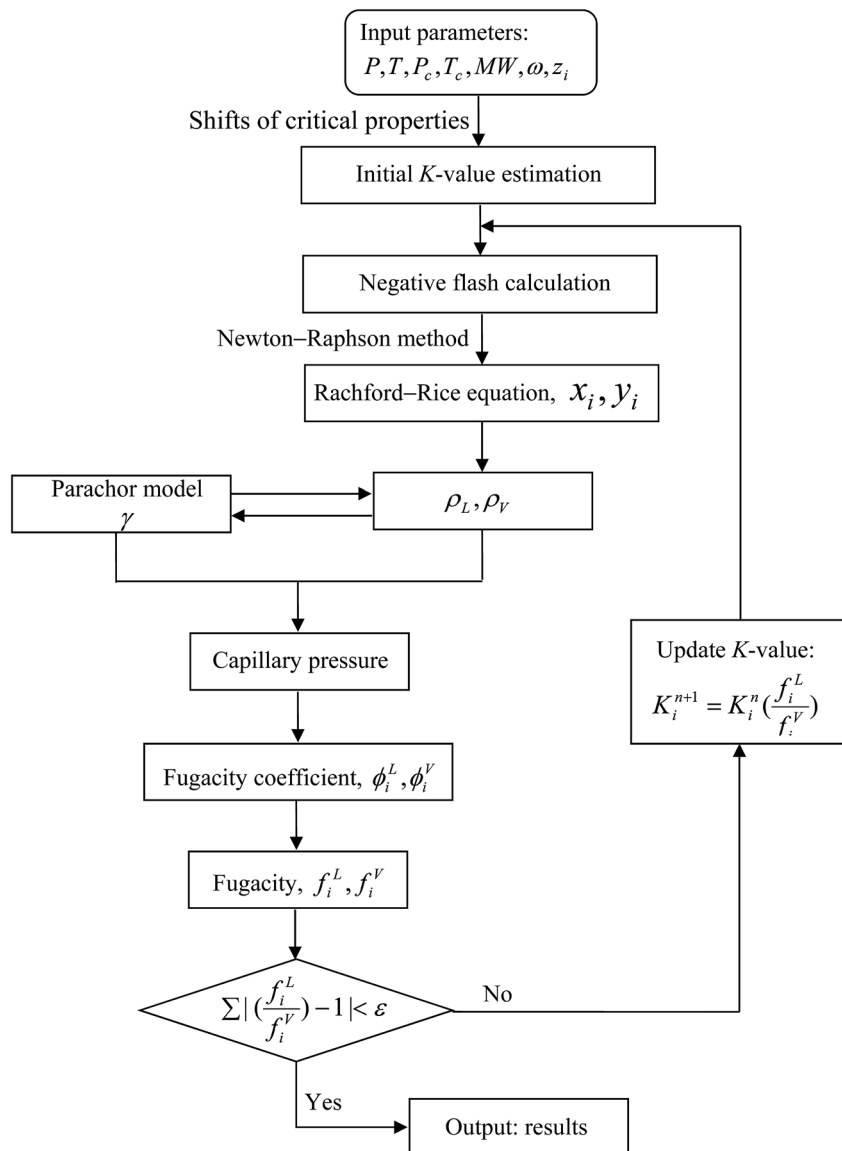 Input parameters:
P, T, P_c, T_c, MW, ω, z_i
Shifts of critical properties
Initial K-value estimation
Negative flash calculation
Newton−Raphson method
Rachford−Rice equation, x_i, y_i
Parachor model
γ
ρ_L, ρ_V
Capillary pressure
Update K-value:
K_i^{n+1} = K_i^n (f_i^L / f_i^V)
Fugacity coefficient, ϕ_i^L, ϕ_i^V
Fugacity, f_i^L, f_i^V
∑ | (f_i^L / f_i^V) − 1 | < ε
No
Yes
Output: results